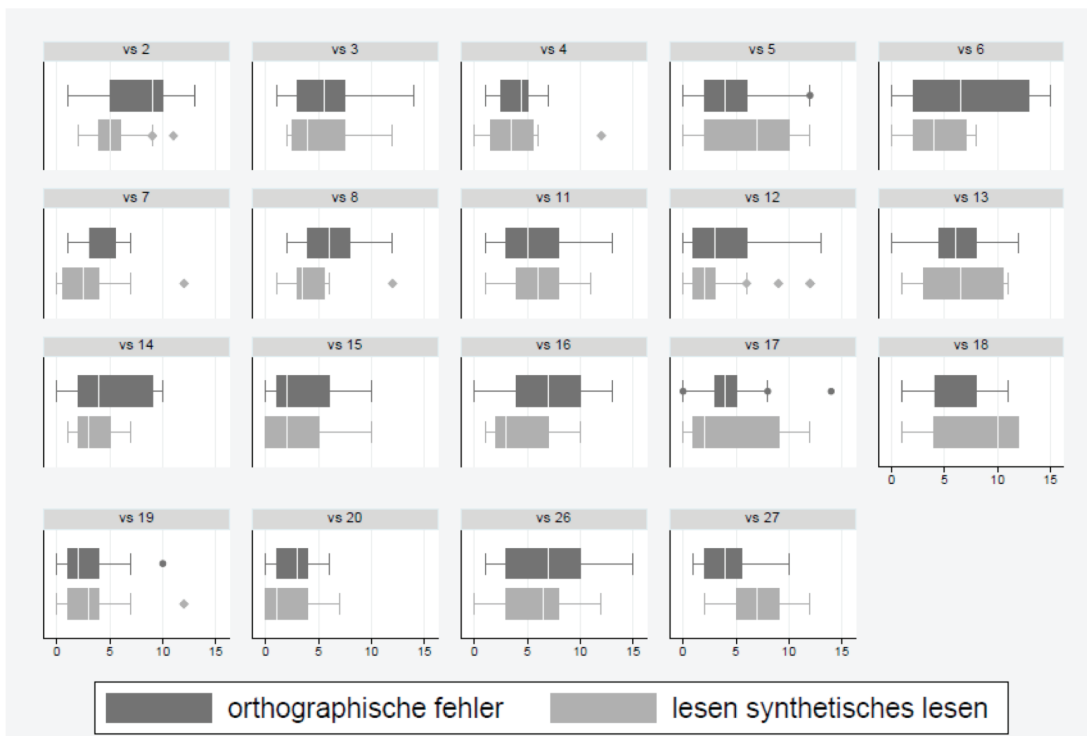 vs 2 vs 3 vs 4 vs 5 vs 6
vs 7 vs 8 vs 11 vs 12 vs 13
vs 14 vs 15 vs 16 vs 17 vs 18
0 5 10 15
vs 19 vs 20 vs 26 vs 27
0 5 10 15 0 5 10 15 0 5 10 15 0 5 10 15
orthographische fehler lesen synthetisches lesen